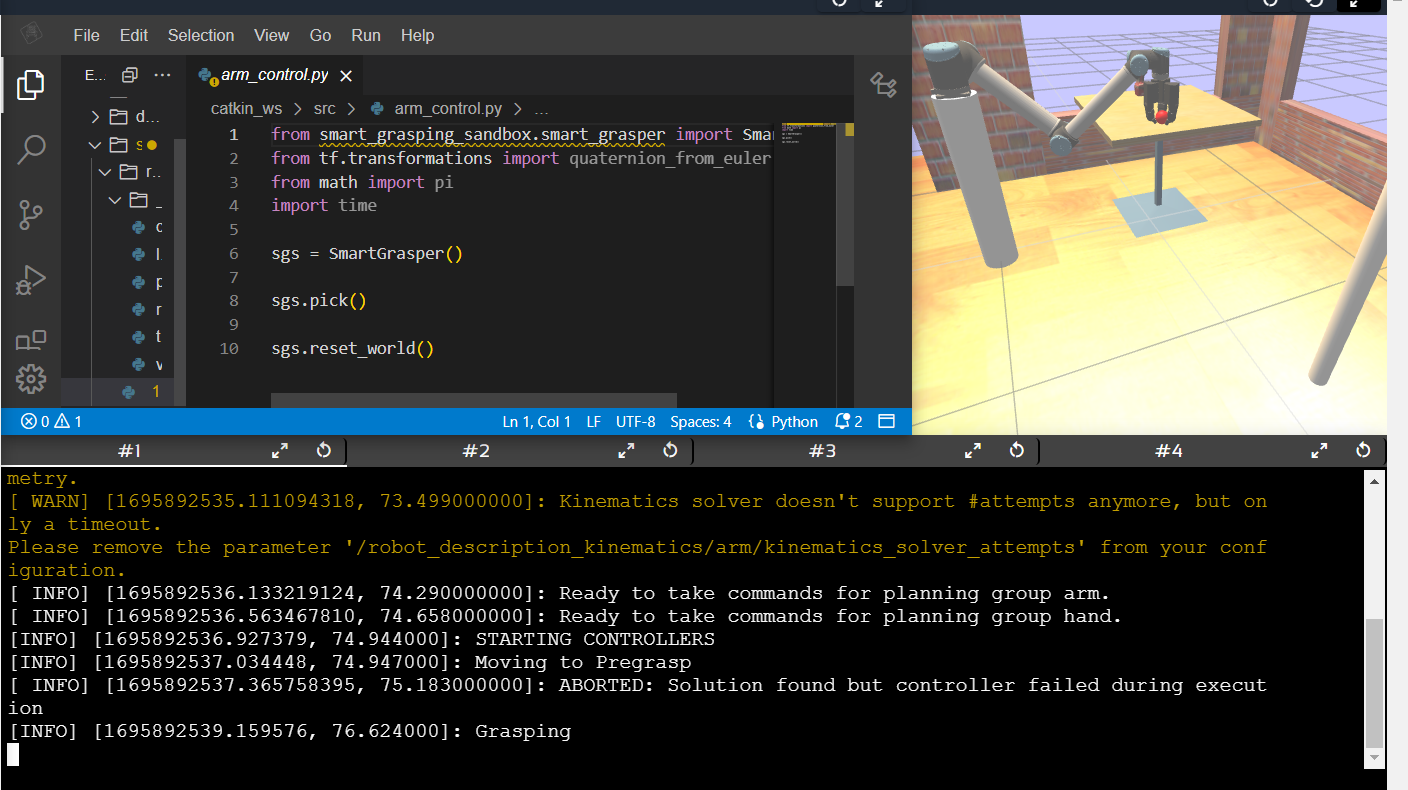 File Edit Selection View Go Run Help
E... arm_control.py
catkin_ws > src > arm_control.py > ...
d...
s
r..
_
l.
p
r
t
v
1
1 from smart_grasping_sandbox.smart_grasper import Smar
2 from tf.transformations import quaternion_from_euler
3 from math import pi
4 import time
5
6 sgs = SmartGrasper()
7
8 sgs.pick()
9
10 sgs.reset_world()
0 1 Ln 1, Col 1 LF UTF-8 Spaces: 4 Python 2
#1 #2 #3 #4
metry.
[ WARN] [1695892535.111094318, 73.499000000]: Kinematics solver doesn't support #attempts anymore, but on
ly a timeout.
Please remove the parameter '/robot_description_kinematics/arm/kinematics_solver_attempts' from your conf
iguration.
[ INFO] [1695892536.133219124, 74.290000000]: Ready to take commands for planning group arm.
[ INFO] [1695892536.563467810, 74.658000000]: Ready to take commands for planning group hand.
[INFO] [1695892536.927379, 74.944000]: STARTING CONTROLLERS
[INFO] [1695892537.034448, 74.947000]: Moving to Pregrasp
[ INFO] [1695892537.365758395, 75.183000000]: ABORTED: Solution found but controller failed during execut
ion
[INFO] [1695892539.159576, 76.624000]: Grasping